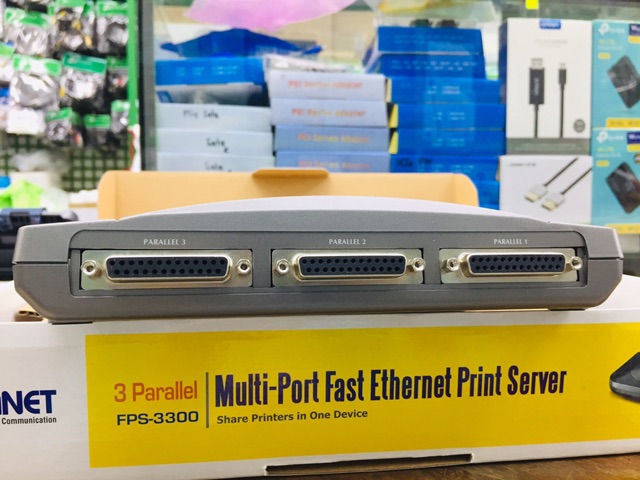 PARALLEL 3
PARALLEL 2
PARALLEL 1
NET
Communication
3 Parallel
FPS-3300
Multi-Port Fast Ethernet Print Server
Share Printers in One Device